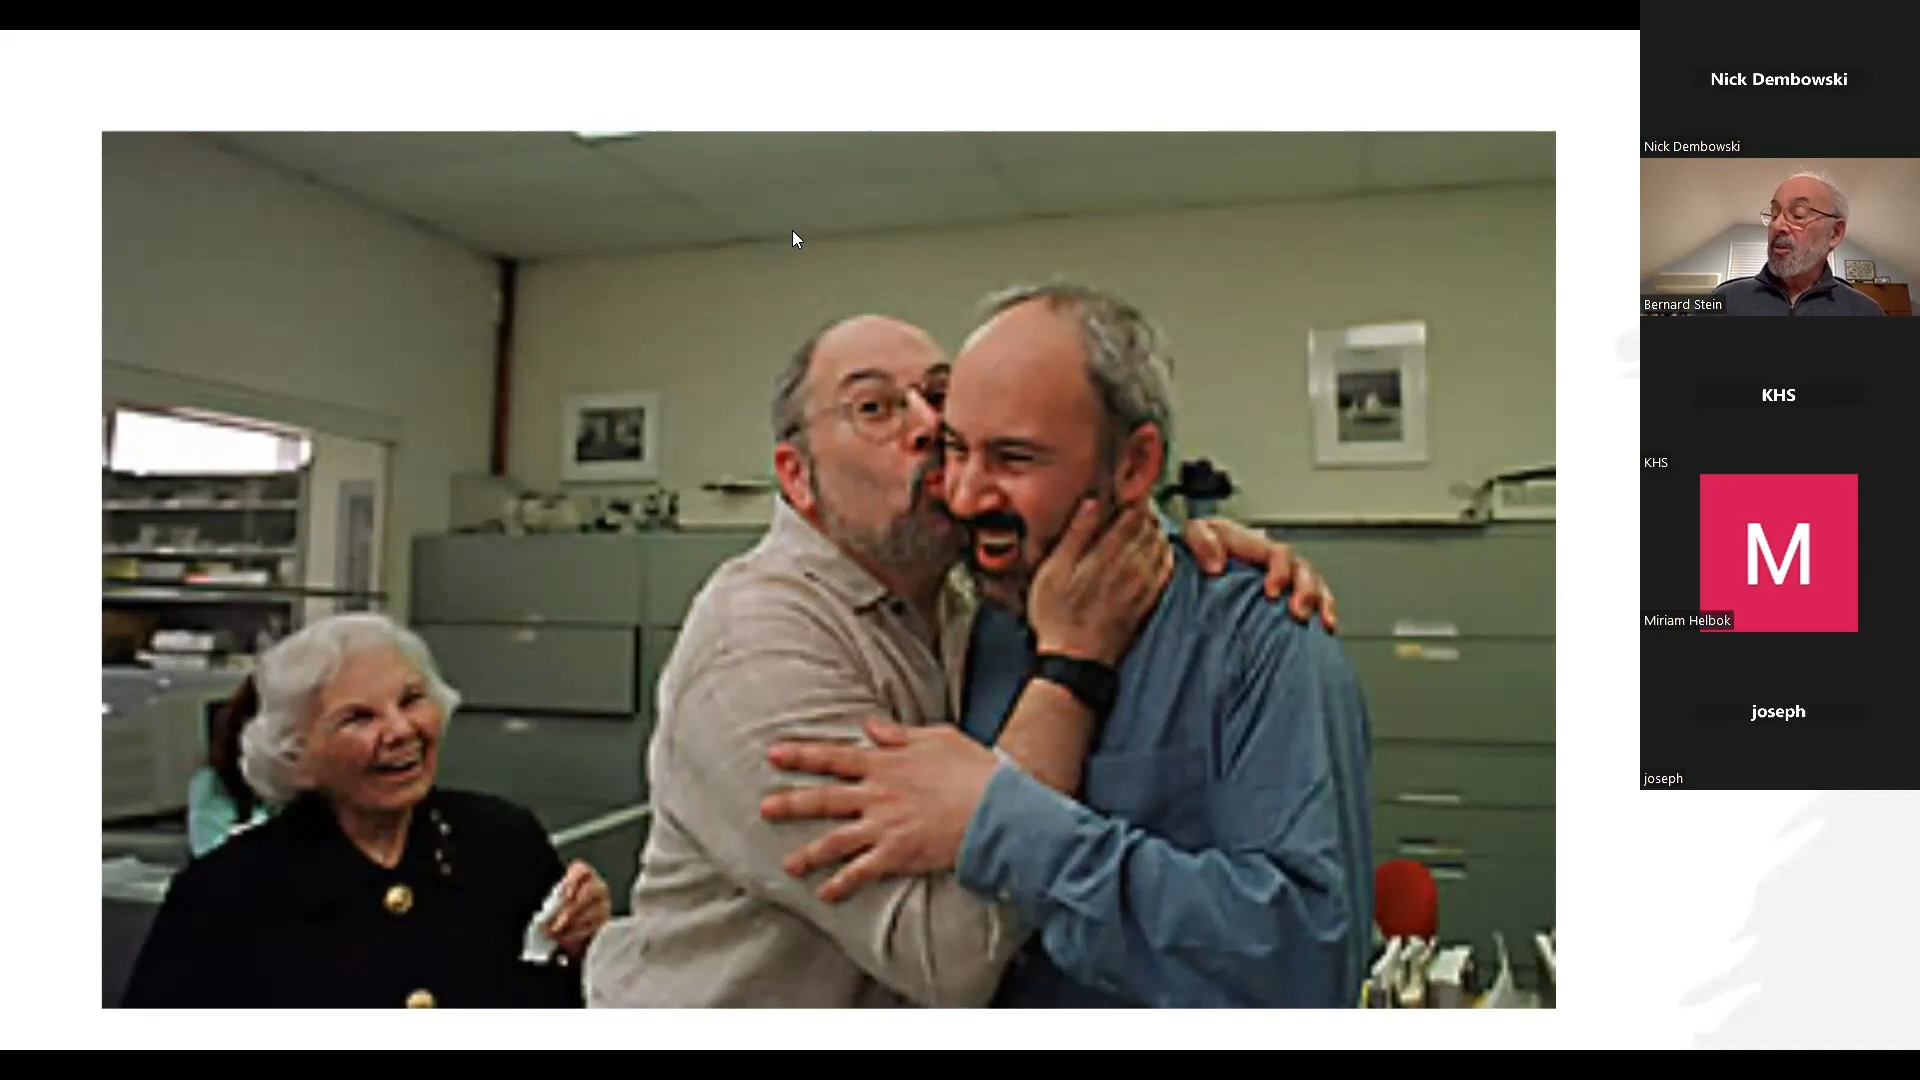 Nick Dembowski
Nick Dembowski
Bernard Stein
KHS
KHS
M
Miriam Helbok
joseph
joseph